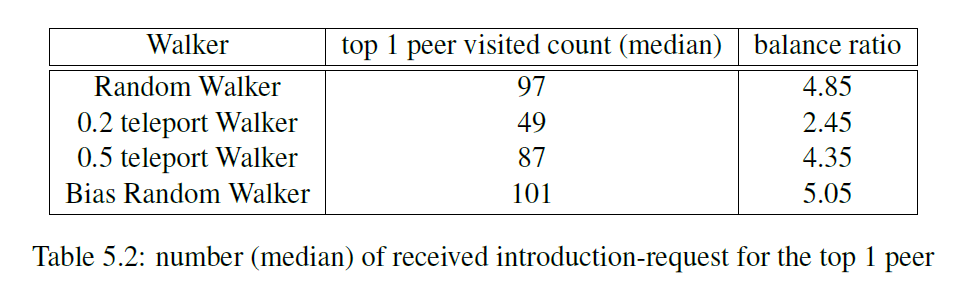 Walker top 1 peer visited count (median) balance ratio
Random Walker 97 4.85
0.2 teleport Walker 49 2.45
0.5 teleport Walker 87 4.35
Bias Random Walker 101 5.05
Table 5.2: number (median) of received introduction-request for the top 1 peer